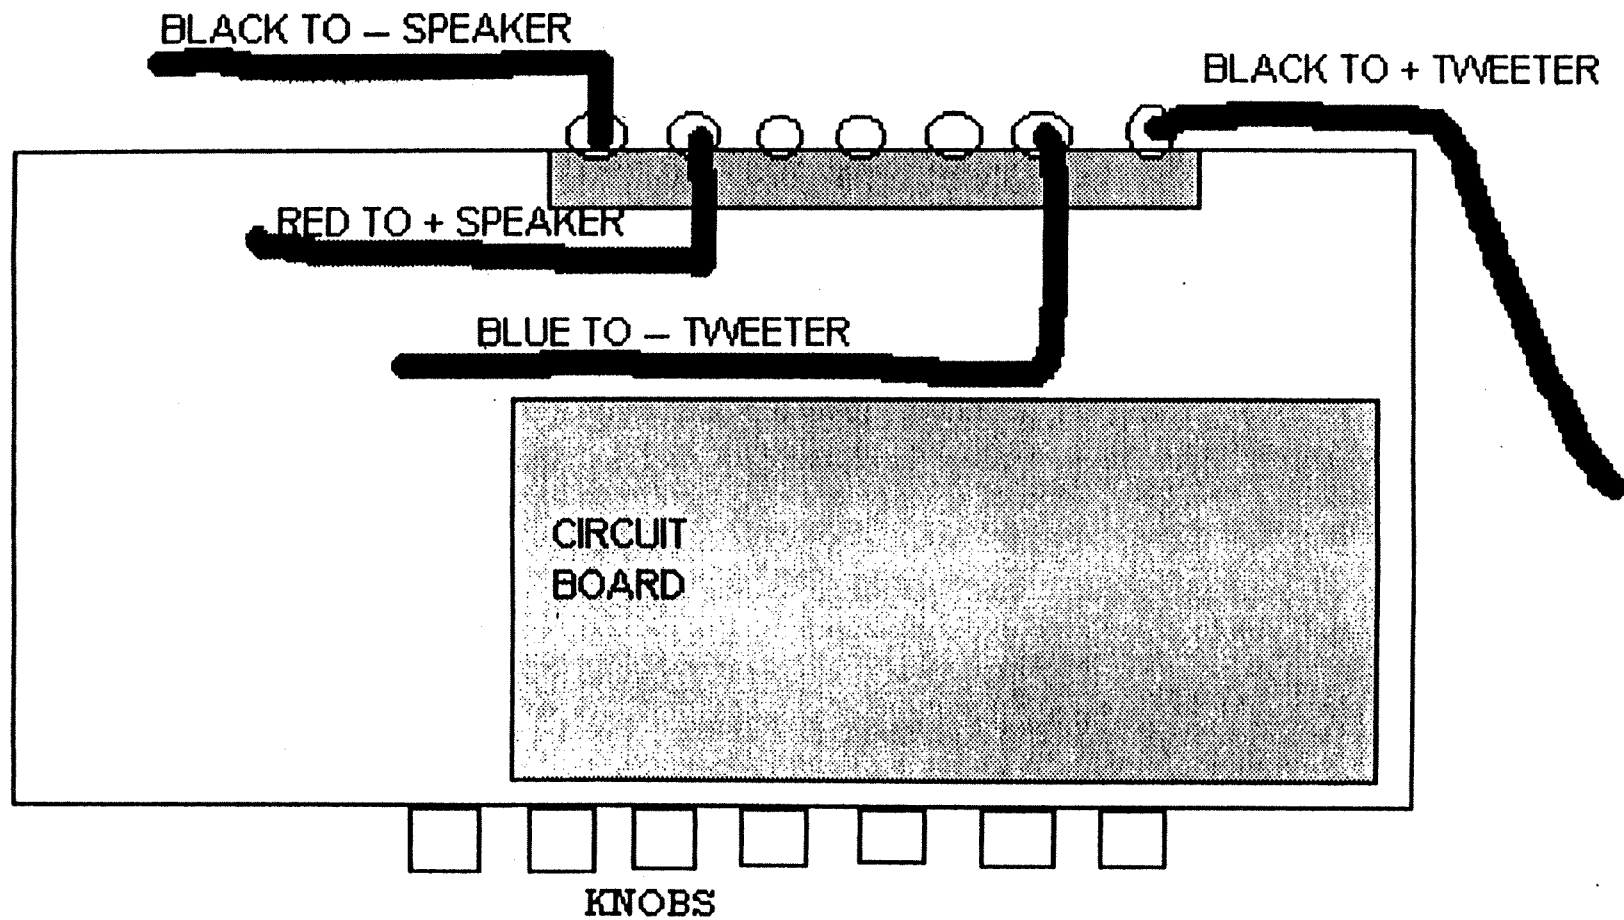 BLACK TO – SPEAKER
BLACK TO + TWEETER
RED TO + SPEAKER
BLUE TO – TWEETER
CIRCUIT
BOARD
KNOBS